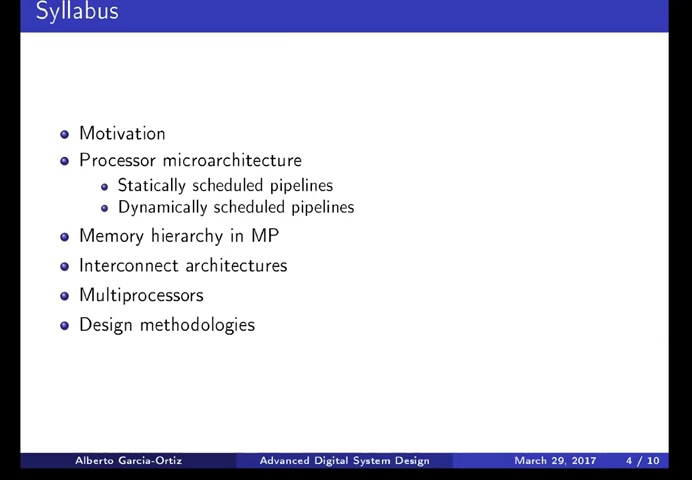 Syllabus
Motivation
Processor microarchitecture
Statically scheduled pipelines
Dynamically scheduled pipelines
Memory hierarchy in MP
Interconnect architectures
Multiprocessors
Design methodologies
Alberto Garcia-Ortiz Advanced Digital System Design March 29, 2017 4 / 10